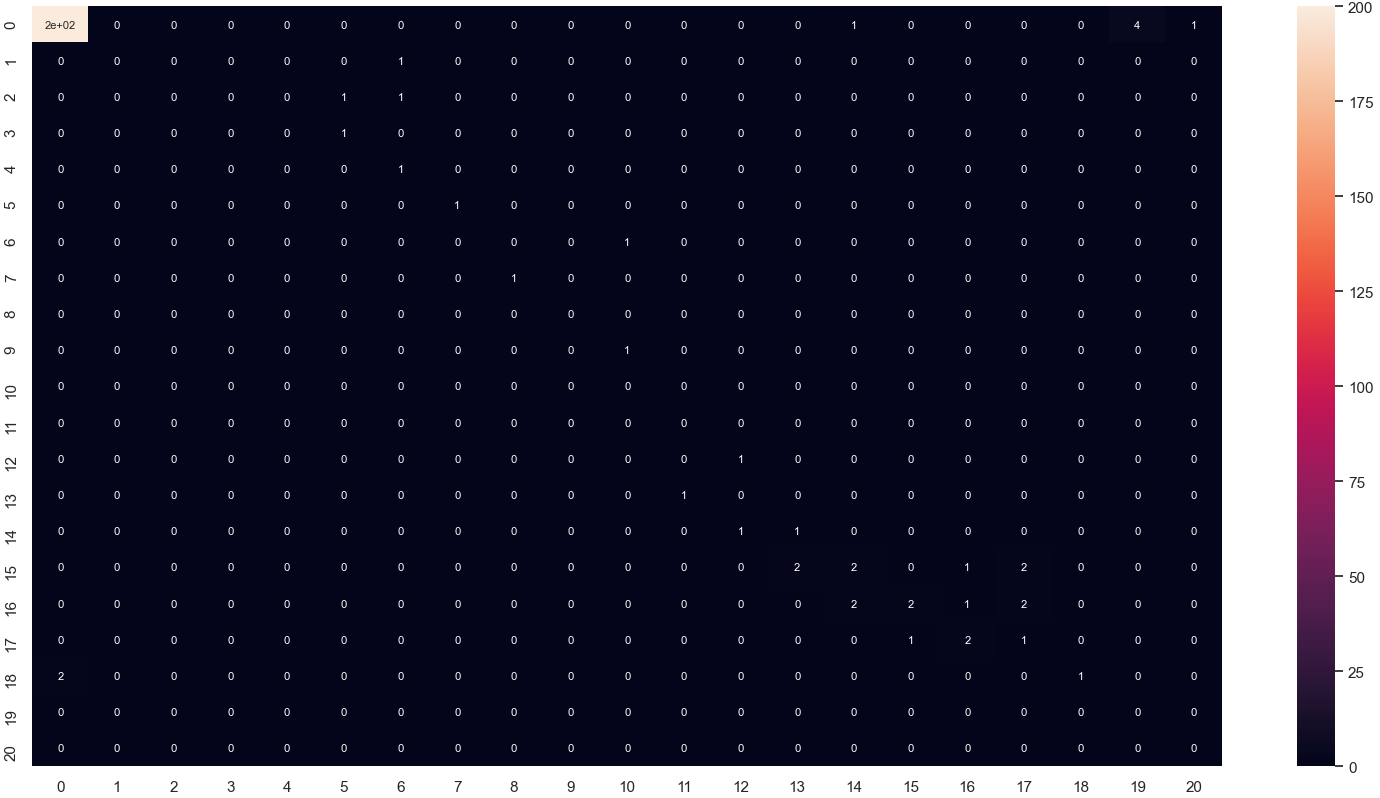 0 2e+02 0 0 0 0 0 0 0 0 0 0 0 0 0 1 0 0 0 0 4 1
1 0 0 0 0 0 0 1 0 0 0 0 0 0 0 0 0 0 0 0 0 0
2 0 0 0 0 0 1 1 0 0 0 0 0 0 0 0 0 0 0 0 0 0
3 0 0 0 0 0 1 0 0 0 0 0 0 0 0 0 0 0 0 0 0 0
4 0 0 0 0 0 0 1 0 0 0 0 0 0 0 0 0 0 0 0 0 0
5 0 0 0 0 0 0 0 1 0 0 0 0 0 0 0 0 0 0 0 0 0
6 0 0 0 0 0 0 0 0 0 0 1 0 0 0 0 0 0 0 0 0 0
7 0 0 0 0 0 0 0 0 1 0 0 0 0 0 0 0 0 0 0 0 0
8 0 0 0 0 0 0 0 0 0 0 0 0 0 0 0 0 0 0 0 0 0
9 0 0 0 0 0 0 0 0 0 0 1 0 0 0 0 0 0 0 0 0 0
10 0 0 0 0 0 0 0 0 0 0 0 0 0 0 0 0 0 0 0 0 0
11 0 0 0 0 0 0 0 0 0 0 0 0 0 0 0 0 0 0 0 0 0
12 0 0 0 0 0 0 0 0 0 0 0 0 1 0 0 0 0 0 0 0 0
13 0 0 0 0 0 0 0 0 0 0 0 1 0 0 0 0 0 0 0 0 0
14 0 0 0 0 0 0 0 0 0 0 0 0 1 1 0 0 0 0 0 0 0
15 0 0 0 0 0 0 0 0 0 0 0 0 0 2 2 0 1 2 0 0 0
16 0 0 0 0 0 0 0 0 0 0 0 0 0 0 2 2 1 2 0 0 0
17 0 0 0 0 0 0 0 0 0 0 0 0 0 0 0 1 2 1 0 0 0
18 2 0 0 0 0 0 0 0 0 0 0 0 0 0 0 0 0 0 1 0 0
19 0 0 0 0 0 0 0 0 0 0 0 0 0 0 0 0 0 0 0 0 0
20 0 0 0 0 0 0 0 0 0 0 0 0 0 0 0 0 0 0 0 0 0
0 1 2 3 4 5 6 7 8 9 10 11 12 13 14 15 16 17 18 19 20
200
175
150
125
100
75
50
25
0